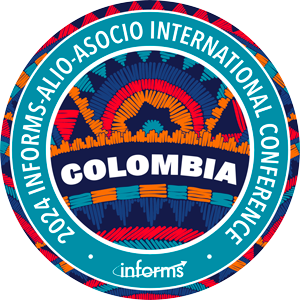 2024 INFORMS-ALIO-ASOCIO INTERNATIONAL CONFERENCE
COLOMBIA
informs